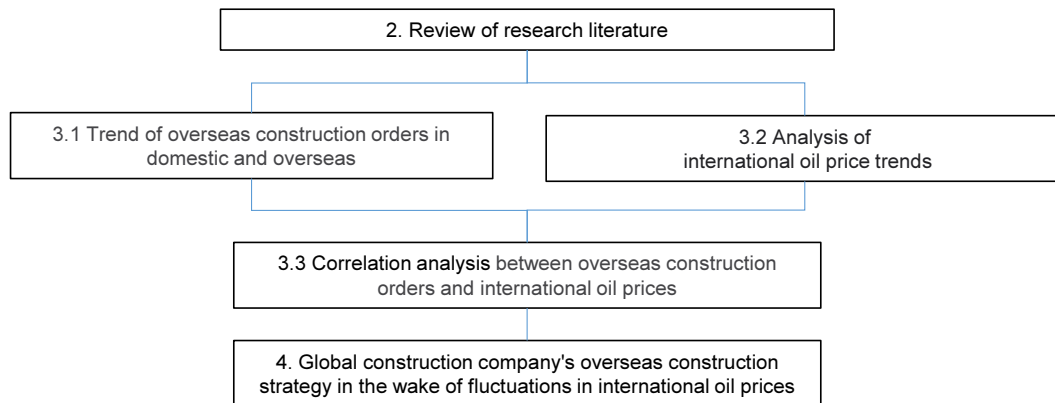 2. Review of research literature
3.1 Trend of overseas construction orders in
domestic and overseas
3.2 Analysis of
international oil price trends
3.3 Correlation analysis between overseas construction
orders and international oil prices
4. Global construction company's overseas construction
strategy in the wake of fluctuations in international oil prices